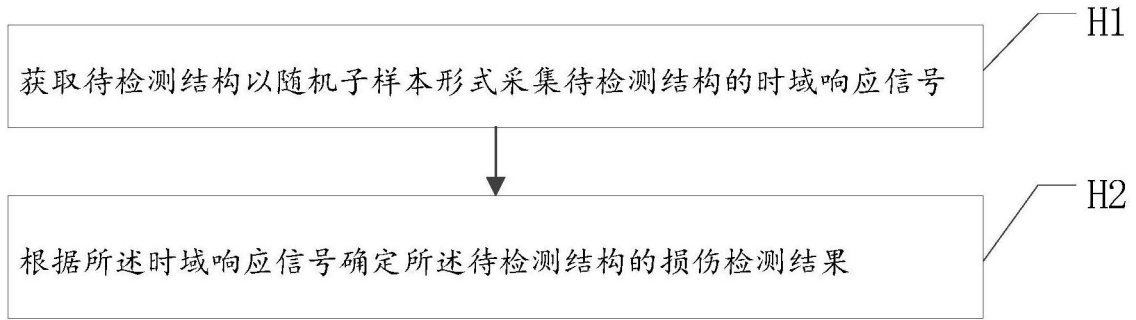 H1
获取待检测结构以随机子样本形式采集待检测结构的时域响应信号
H2
根据所述时域响应信号确定所述待检测结构的损伤检测结果